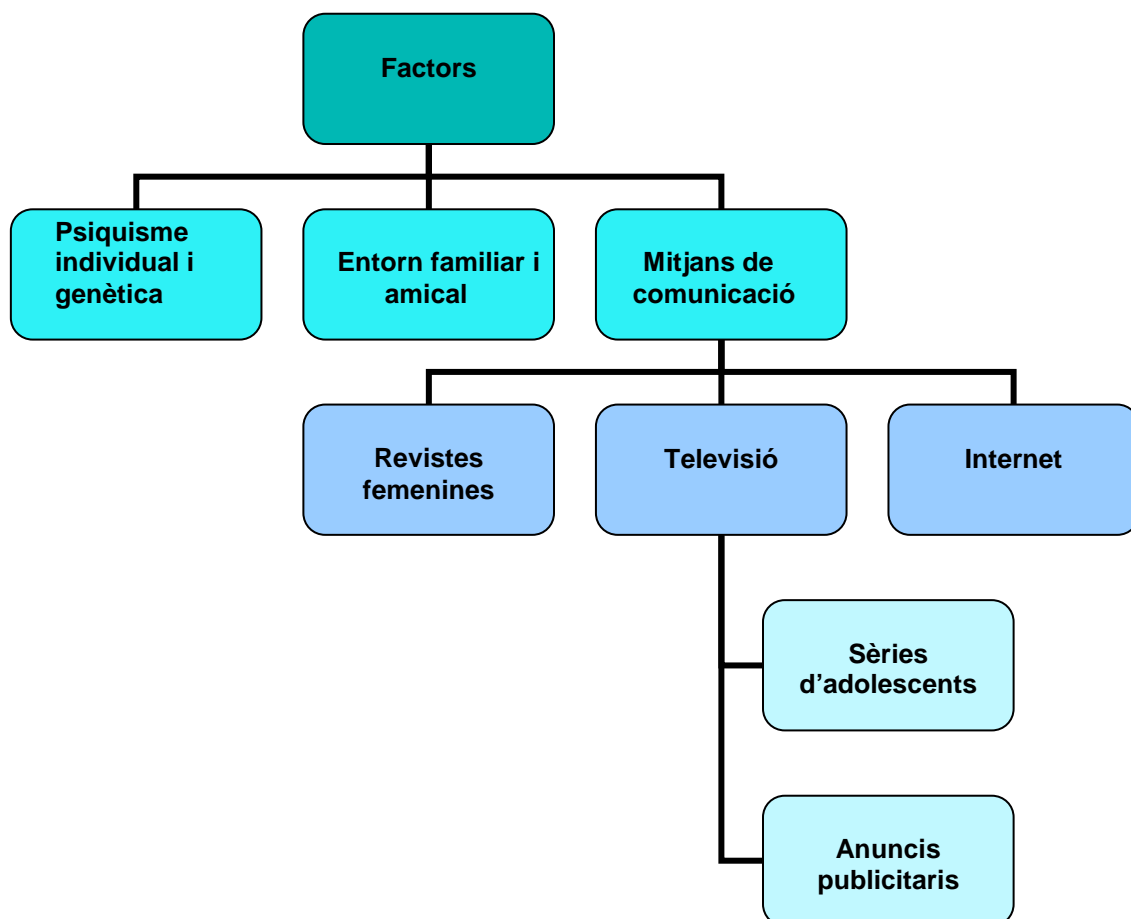 Factors
Psiquisme
individual i
genètica
Entorn familiar i
amical
Mitjans de
comunicació
Revistes
femenines
Televisió
Internet
Sèries
d’adolescents
Anuncis
publicitaris